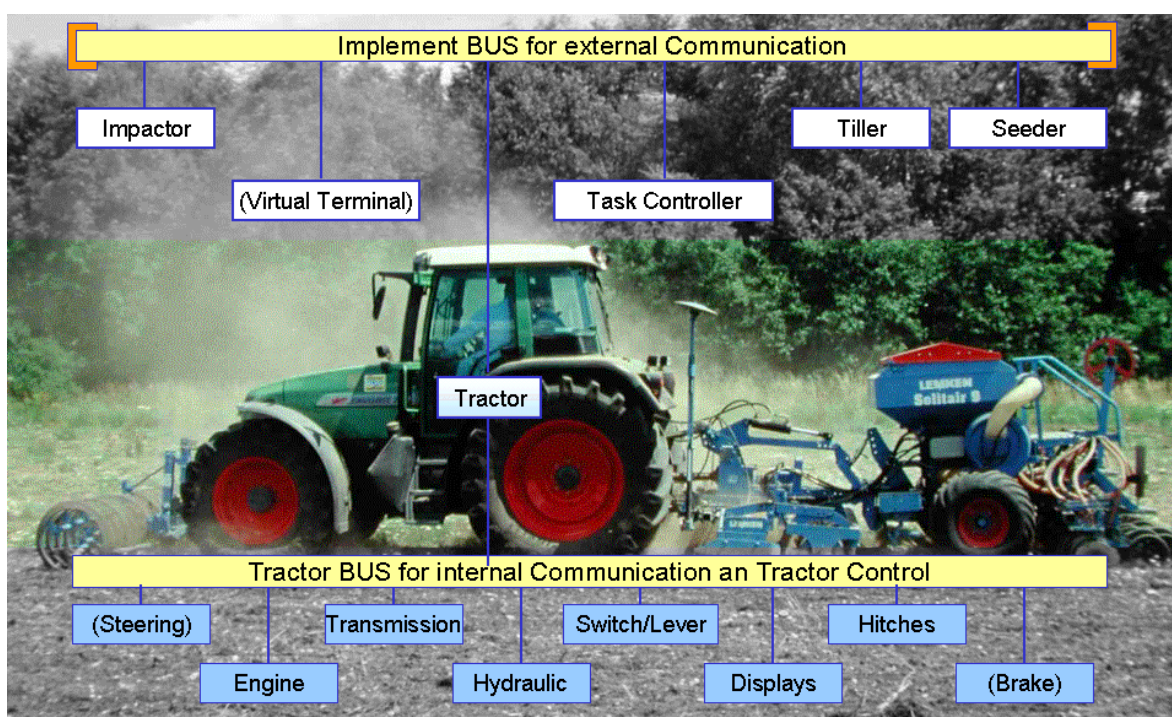 Implement BUS for external Communication
Impactor
Tiller
Seeder
(Virtual Terminal)
Task Controller
Tractor
LEMKEN
Solitair 9
LEMKEN
Tractor BUS for internal Communication an Tractor Control
(Steering)
Transmission
Switch/Lever
Hitches
Engine
Hydraulic
Displays
(Brake)